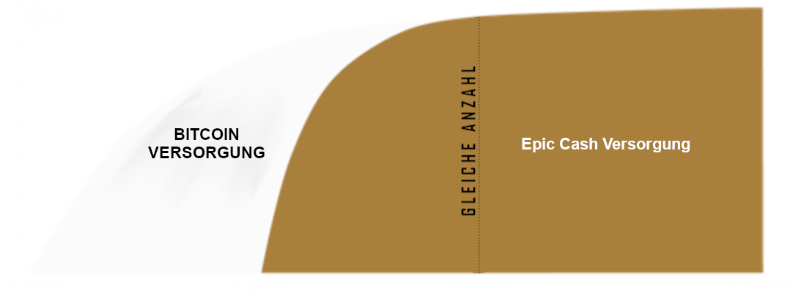 BITCOIN
VERSORGUNG
GLEICHE ANZAHL
Epic Cash Versorgung